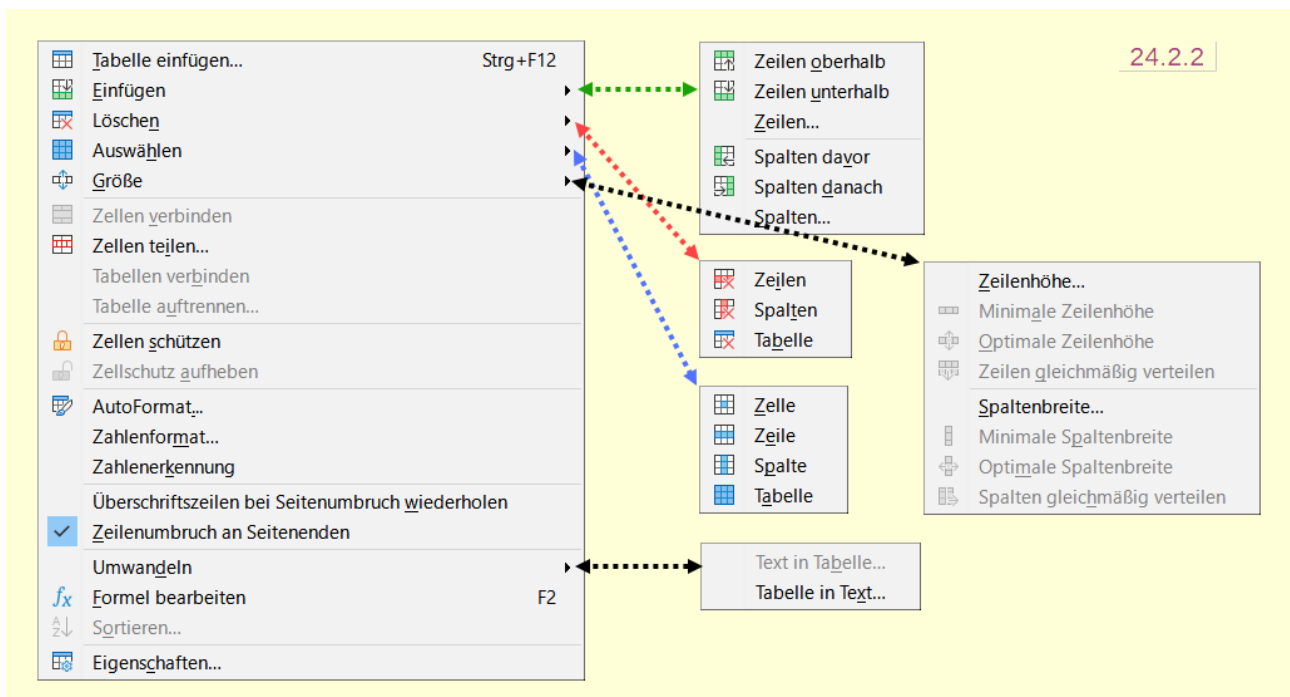 Tabelle einfügen... Strg+F12
Einfügen
Löschen
Auswählen
Größe
Zellen verbinden
Zellen teilen...
Tabellen verbinden
Tabelle auftrennen...
Zellen schützen
Zellschutz aufheben
AutoFormat...
Zahlenformat...
Zahlenerkennung
Überschriftszeilen bei Seitenumbruch wiederholen
Zeilenumbruch an Seitenenden
Umwandeln
Formel bearbeiten F2
Sortieren...
Eigenschaften...
Zeilen oberhalb
Zeilen unterhalb
Zeilen...
Spalten davor
Spalten danach
Spalten...
Zeilen
Spalten
Tabelle
Zelle
Zeile
Spalte
Tabelle
Text in Tabelle...
Tabelle in Text...
24.2.2
Zeilenhöhe...
Minimale Zeilenhöhe
Optimale Zeilenhöhe
Zeilen gleichmäßig verteilen
Spaltenbreite...
Minimale Spaltenbreite
Optimale Spaltenbreite
Spalten gleichmäßig verteilen